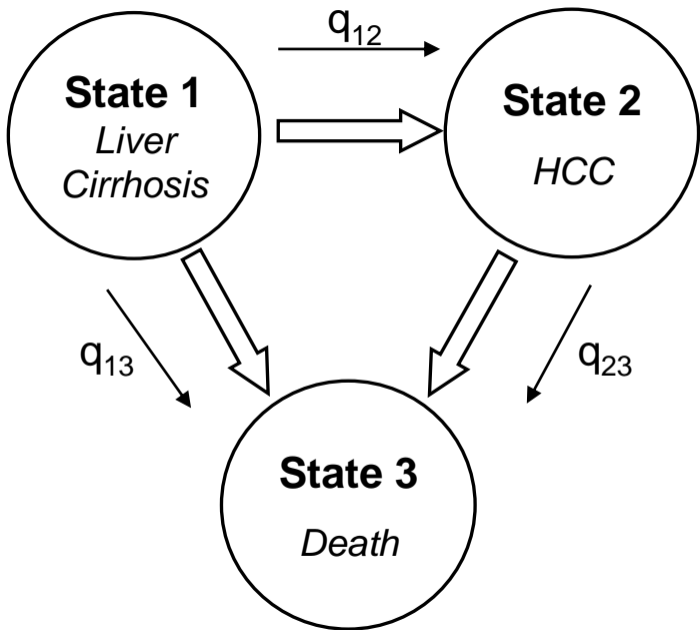 q12
State 1
Liver
Cirrhosis
State 2
HCC
q13
q23
State 3
Death